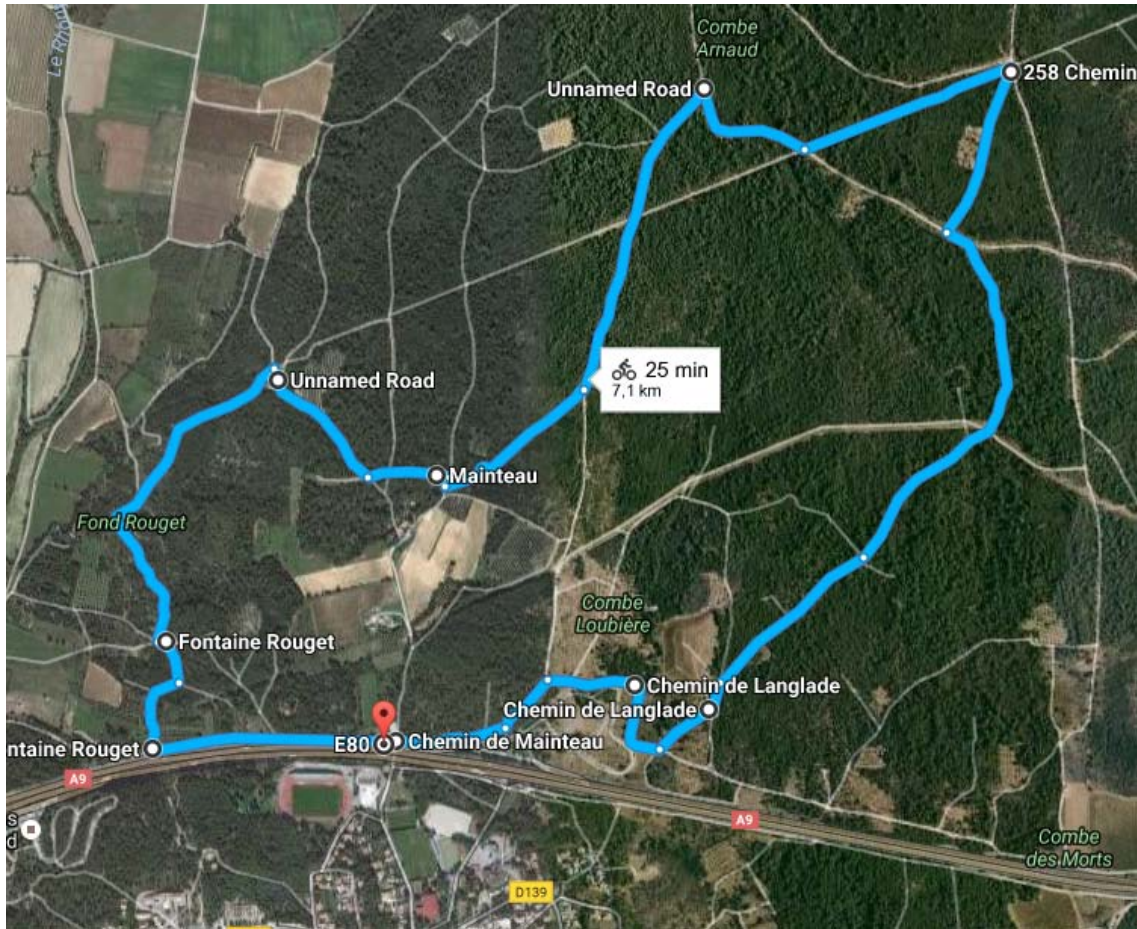 Le Rhôny
Combe
Arnaud
Unnamed Road
258 Chemin
25 min
7,1 km
Unnamed Road
Mainteau
Fond Rouget
Combe
Loubière
Fontaine Rouget
Chemin de Langlade
Chemin de Langlade
ntaine Rouget
E80
Chemin de Mainteau
A9
A9
s
d
Combe
des Morts
D139